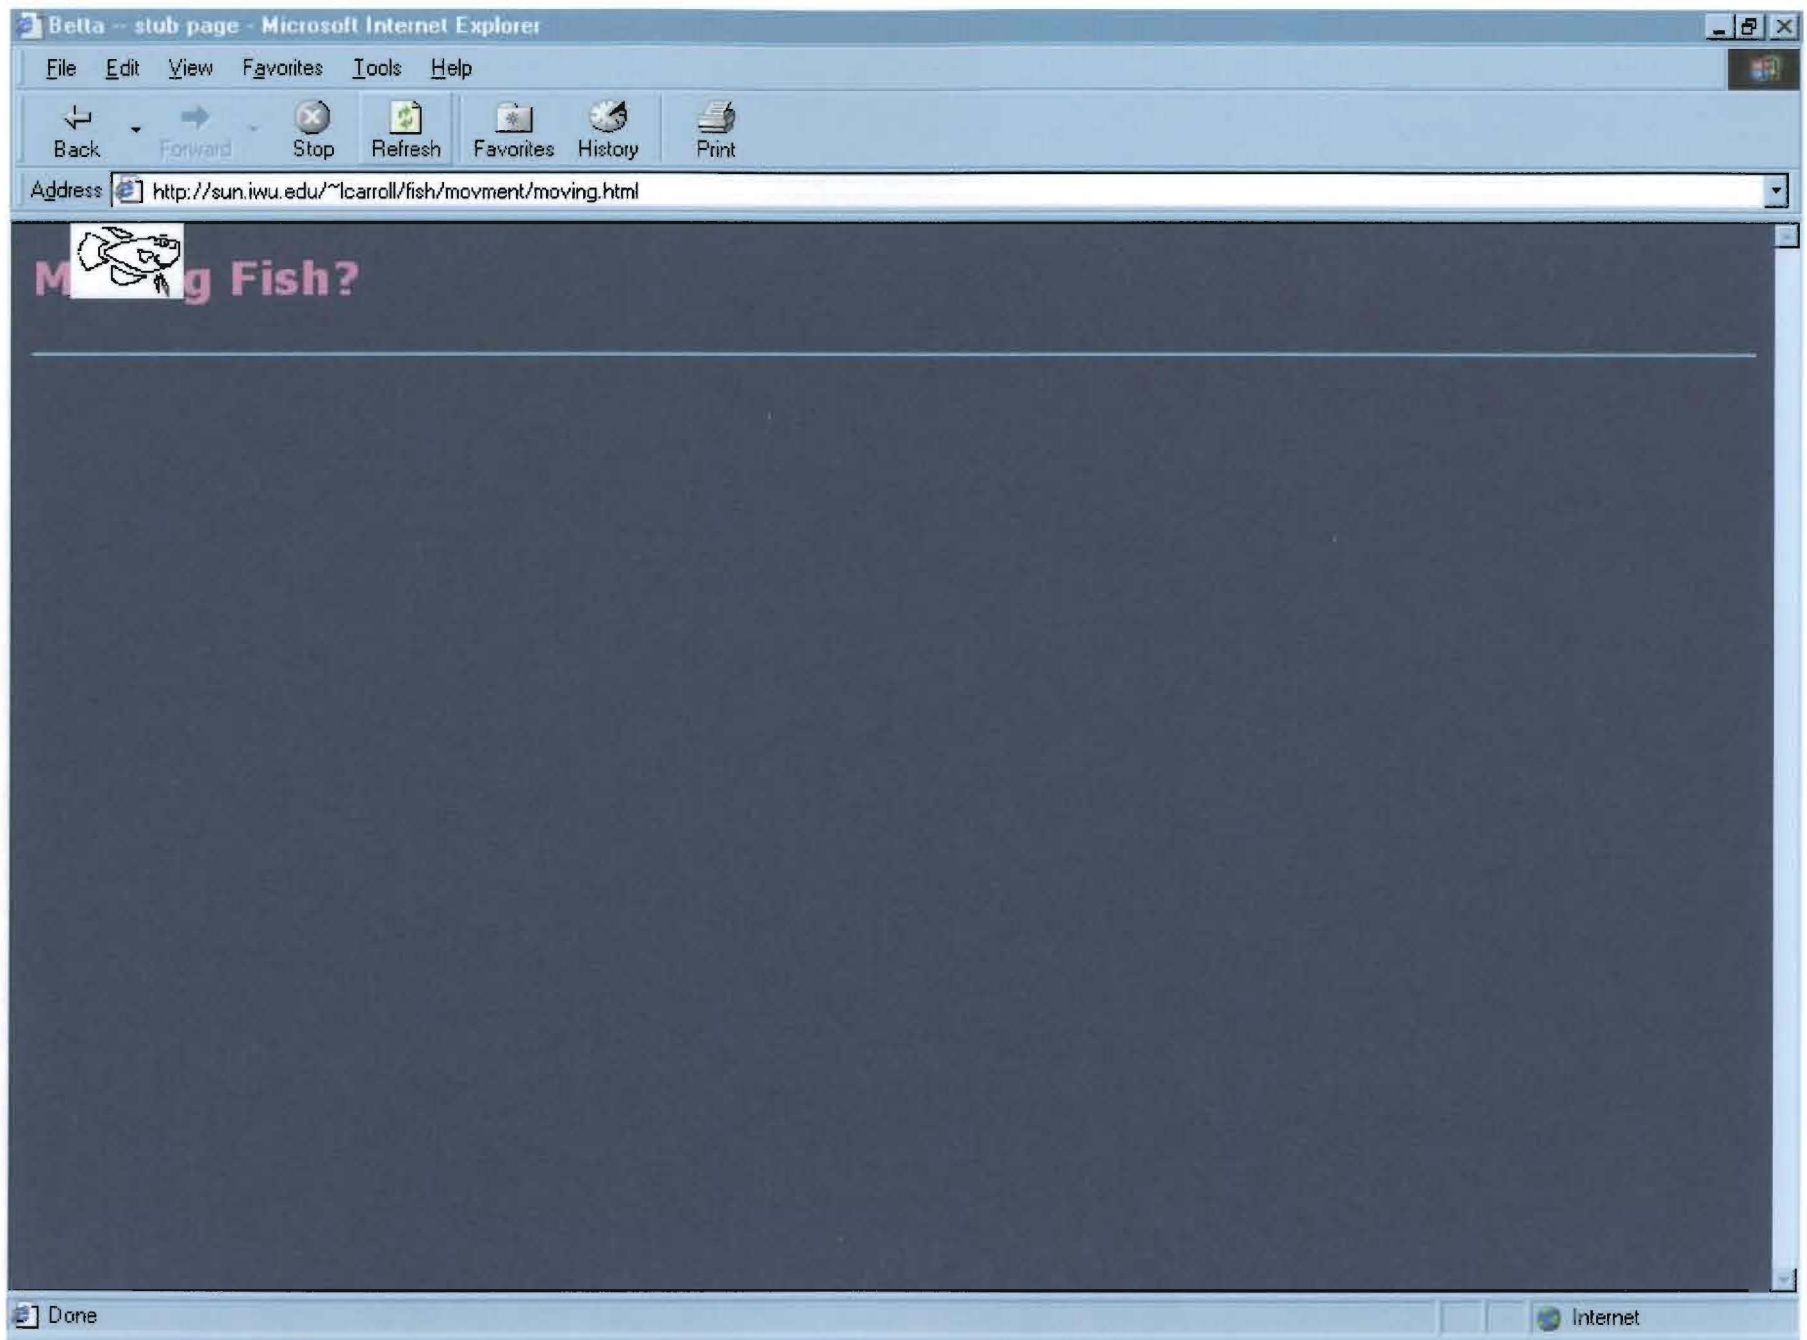 Betta -- stub page - Microsoft Internet Explorer
File Edit View Favorites Tools Help
Back Forward Stop Refresh Favorites History Print
Address http://sun.iwu.edu/~lcarroll/fish/movment/moving.html
M g Fish?
Done Internet